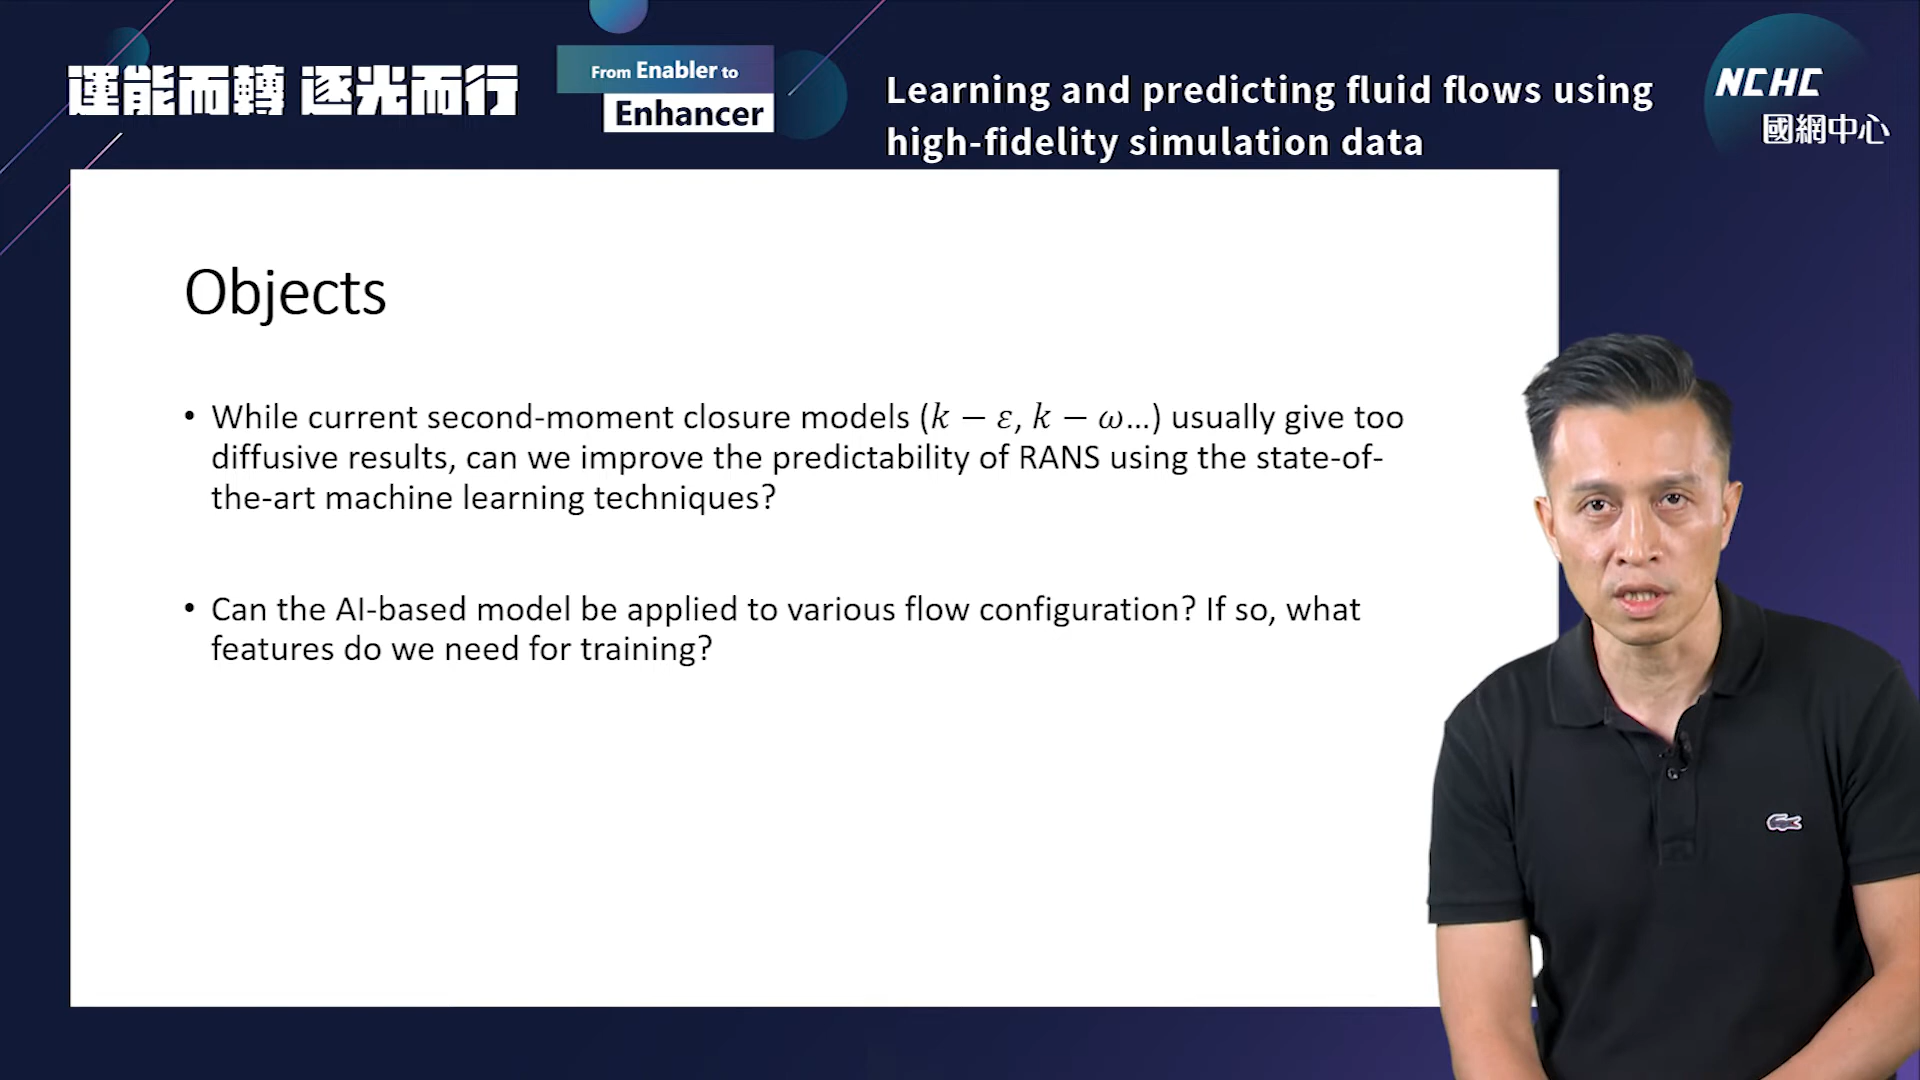 運能而轉 逐光而行
From Enabler to
Enhancer
Learning and predicting fluid flows using
high-fidelity simulation data
NCHC
國網中心
Objects
• While current second-moment closure models (k − ε, k − ω…) usually give too
diffusive results, can we improve the predictability of RANS using the state-of-
the-art machine learning techniques?
• Can the AI-based model be applied to various flow configuration? If so, what
features do we need for training?